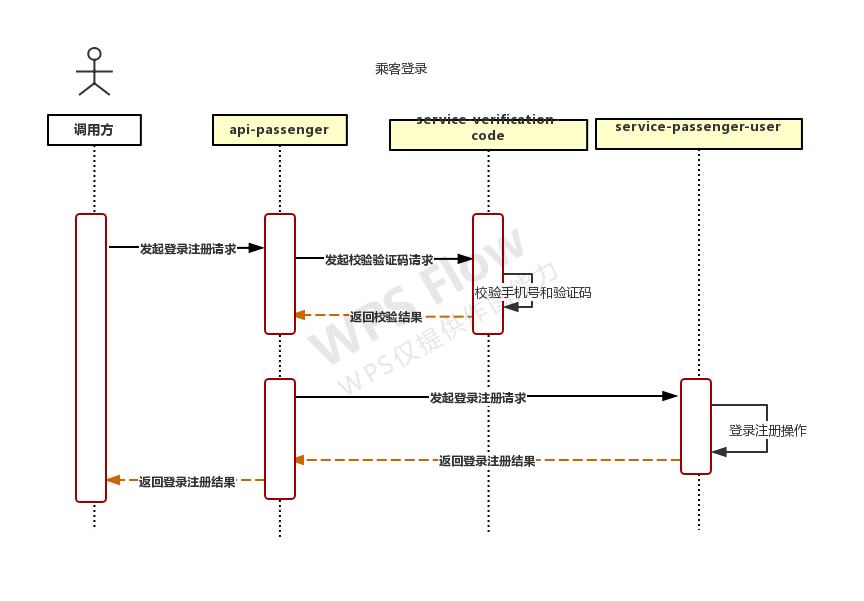 乘客登录
调用方
api-passenger
service-verification
code
service-passenger-user
发起登录注册请求
发起校验验证码请求
校验手机号和验证码
返回校验结果
WPS Flow
WPS仅提供作图能力
发起登录注册请求
登录注册操作
返回登录注册结果
返回登录注册结果